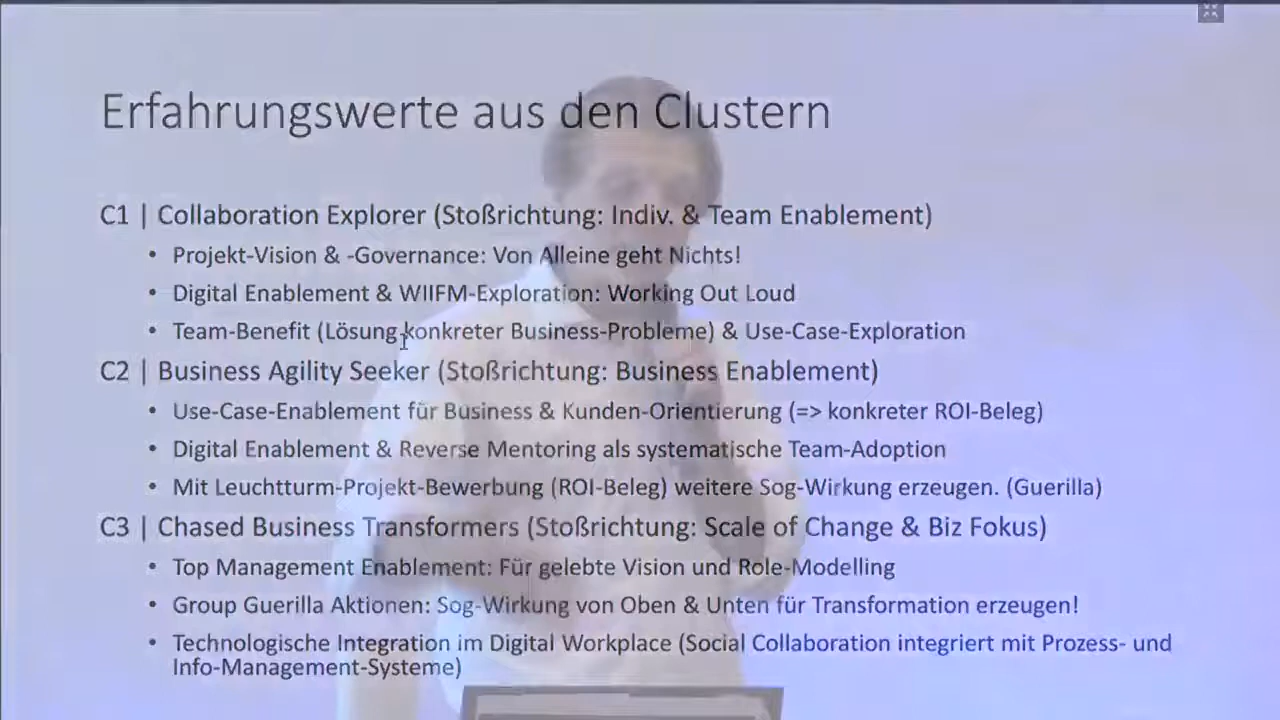 Erfahrungswerte aus den Clustern
C1 | Collaboration Explorer (Stoßrichtung: Indiv. & Team Enablement)
• Projekt-Vision & -Governance: Von Alleine geht Nichts!
• Digital Enablement & WIIFM-Exploration: Working Out Loud
• Team-Benefit (Lösung konkreter Business-Probleme) & Use-Case-Exploration
C2 | Business Agility Seeker (Stoßrichtung: Business Enablement)
• Use-Case-Enablement für Business & Kunden-Orientierung (=> konkreter ROI-Beleg)
• Digital Enablement & Reverse Mentoring als systematische Team-Adoption
• Mit Leuchtturm-Projekt-Bewerbung (ROI-Beleg) weitere Sog-Wirkung erzeugen. (Guerilla)
C3 | Chased Business Transformers (Stoßrichtung: Scale of Change & Biz Fokus)
• Top Management Enablement: Für gelebte Vision und Role-Modelling
• Group Guerilla Aktionen: Sog-Wirkung von Oben & Unten für Transformation erzeugen!
• Technologische Integration im Digital Workplace (Social Collaboration integriert mit Prozess- und
Info-Management-Systeme)